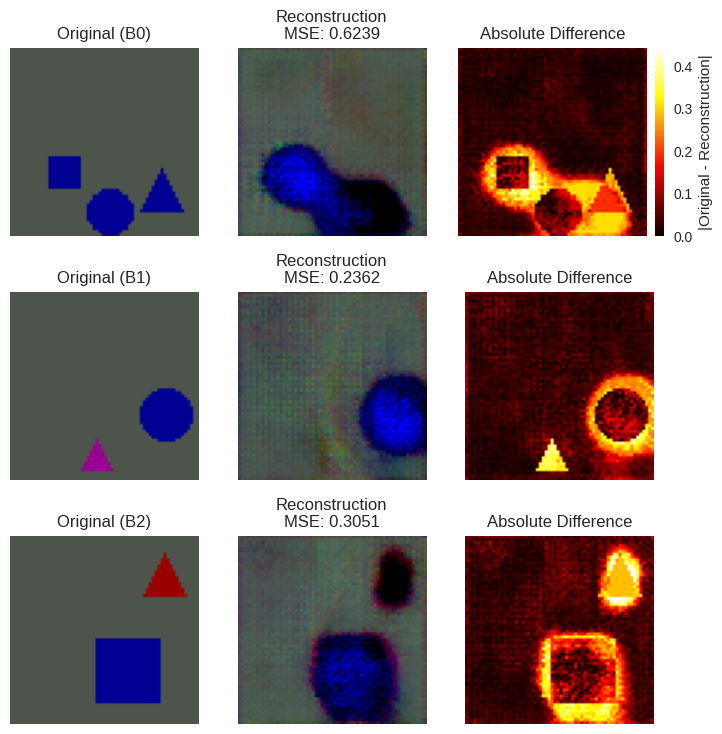 Original (B0)
Reconstruction
MSE: 0.6239
Absolute Difference
0.4
0.3
0.2
0.1
0.0
|Original - Reconstruction|
Original (B1)
Reconstruction
MSE: 0.2362
Absolute Difference
Original (B2)
Reconstruction
MSE: 0.3051
Absolute Difference